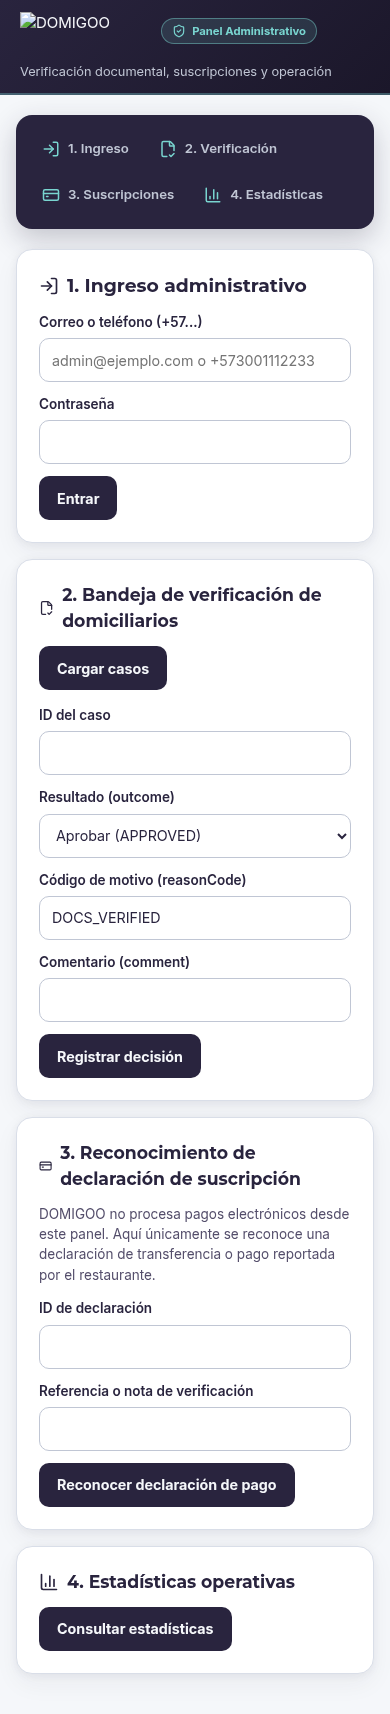 DOMIGOO
Panel Administrativo
Verificación documental, suscripciones y operación
1. Ingreso
2. Verificación
3. Suscripciones
4. Estadísticas
1. Ingreso administrativo
Correo o teléfono (+57...)
admin@ejemplo.com o +573001112233
Contraseña
Entrar
2. Bandeja de verificación de
domiciliarios
Cargar casos
ID del caso
Resultado (outcome)
Aprobar (APPROVED)
Código de motivo (reasonCode)
DOCS_VERIFIED
Comentario (comment)
Registrar decisión
3. Reconocimiento de
declaración de suscripción
DOMIGOO no procesa pagos electrónicos desde
este panel. Aquí únicamente se reconoce una
declaración de transferencia o pago reportada
por el restaurante.
ID de declaración
Referencia o nota de verificación
Reconocer declaración de pago
4. Estadísticas operativas
Consultar estadísticas